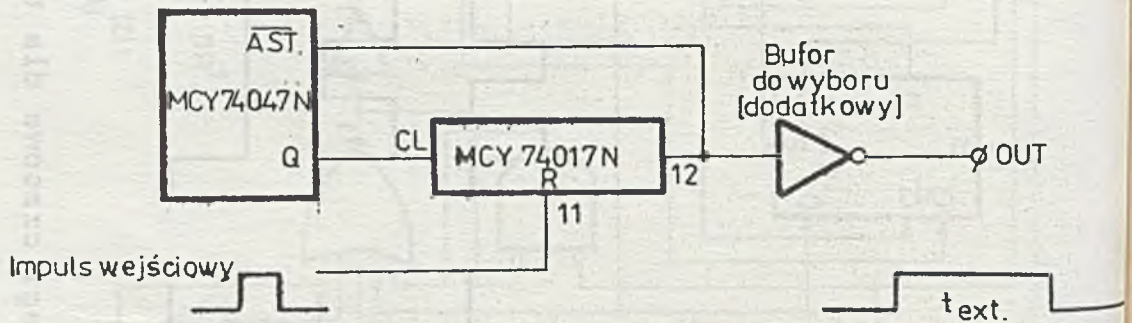 AST.
MCY74047N
Q
CL
MCY 74017N
R
12
11
Bufor
do wyboru
[dodatkowy]
ø OUT
Impuls wejściowy
t ext.